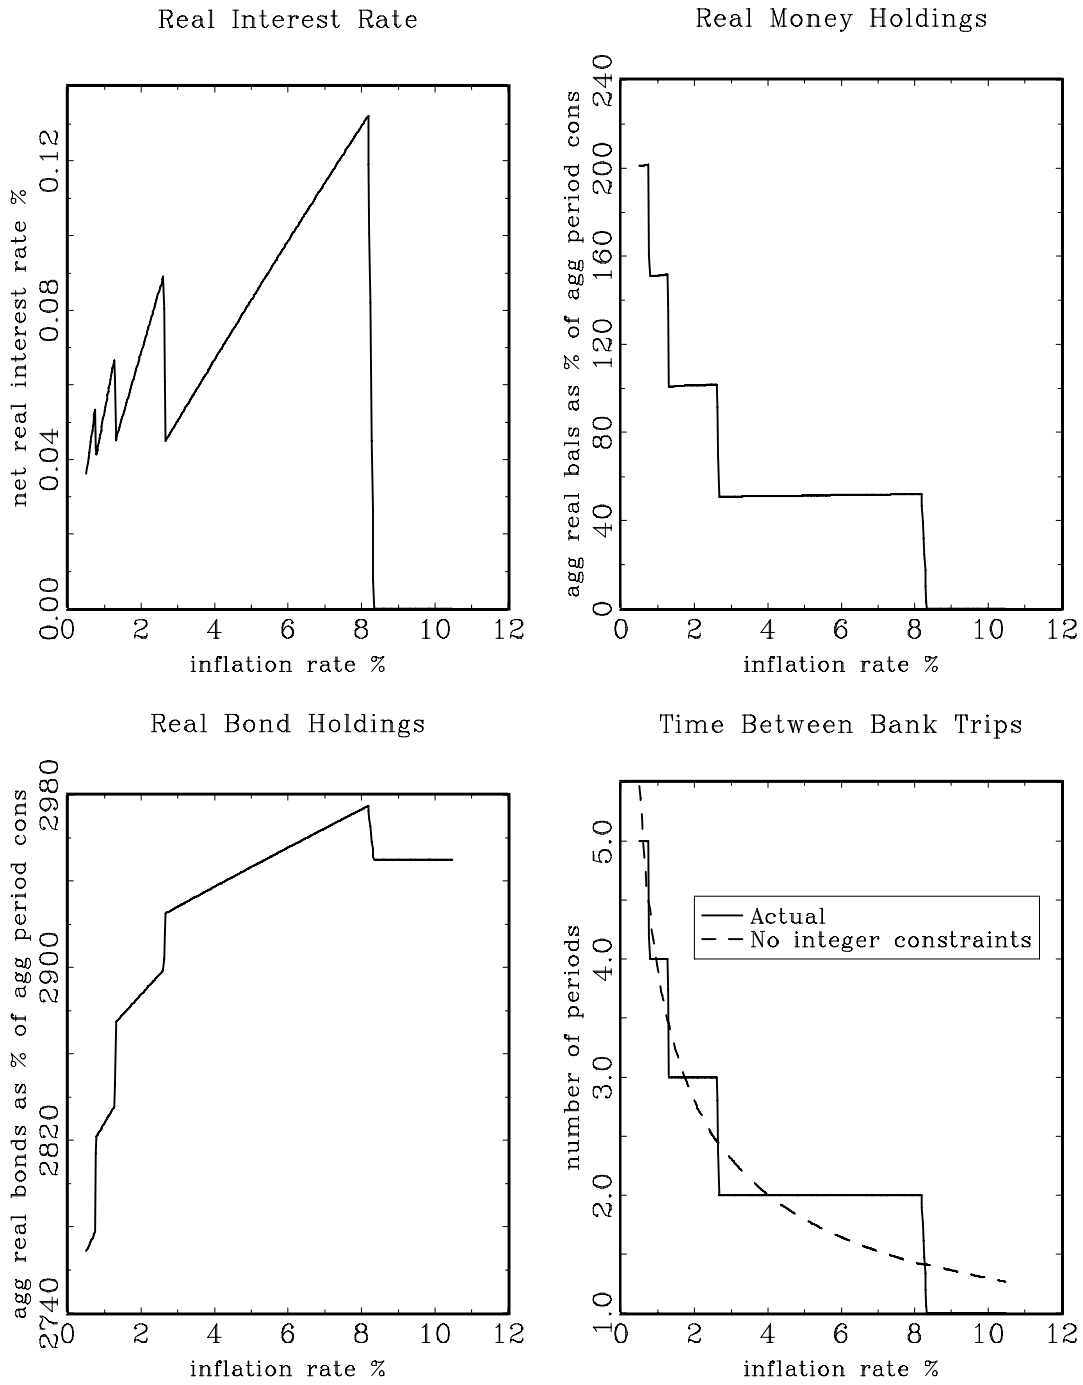 Real Interest Rate
net real interest rate %
0.12
0.08
0.04
0.00
0 2 4 6 8 10 12
inflation rate %
Real Money Holdings
agg real bals as % of agg period cons
240
200
160
120
80
40
0
0 2 4 6 8 10 12
inflation rate %
Real Bond Holdings
agg real bonds as % of agg period cons
2980
2900
2820
2740
0 2 4 6 8 10 12
inflation rate %
Time Between Bank Trips
number of periods
5.0
4.0
3.0
2.0
1.0
Actual
No integer constraints
0 2 4 6 8 10 12
inflation rate %